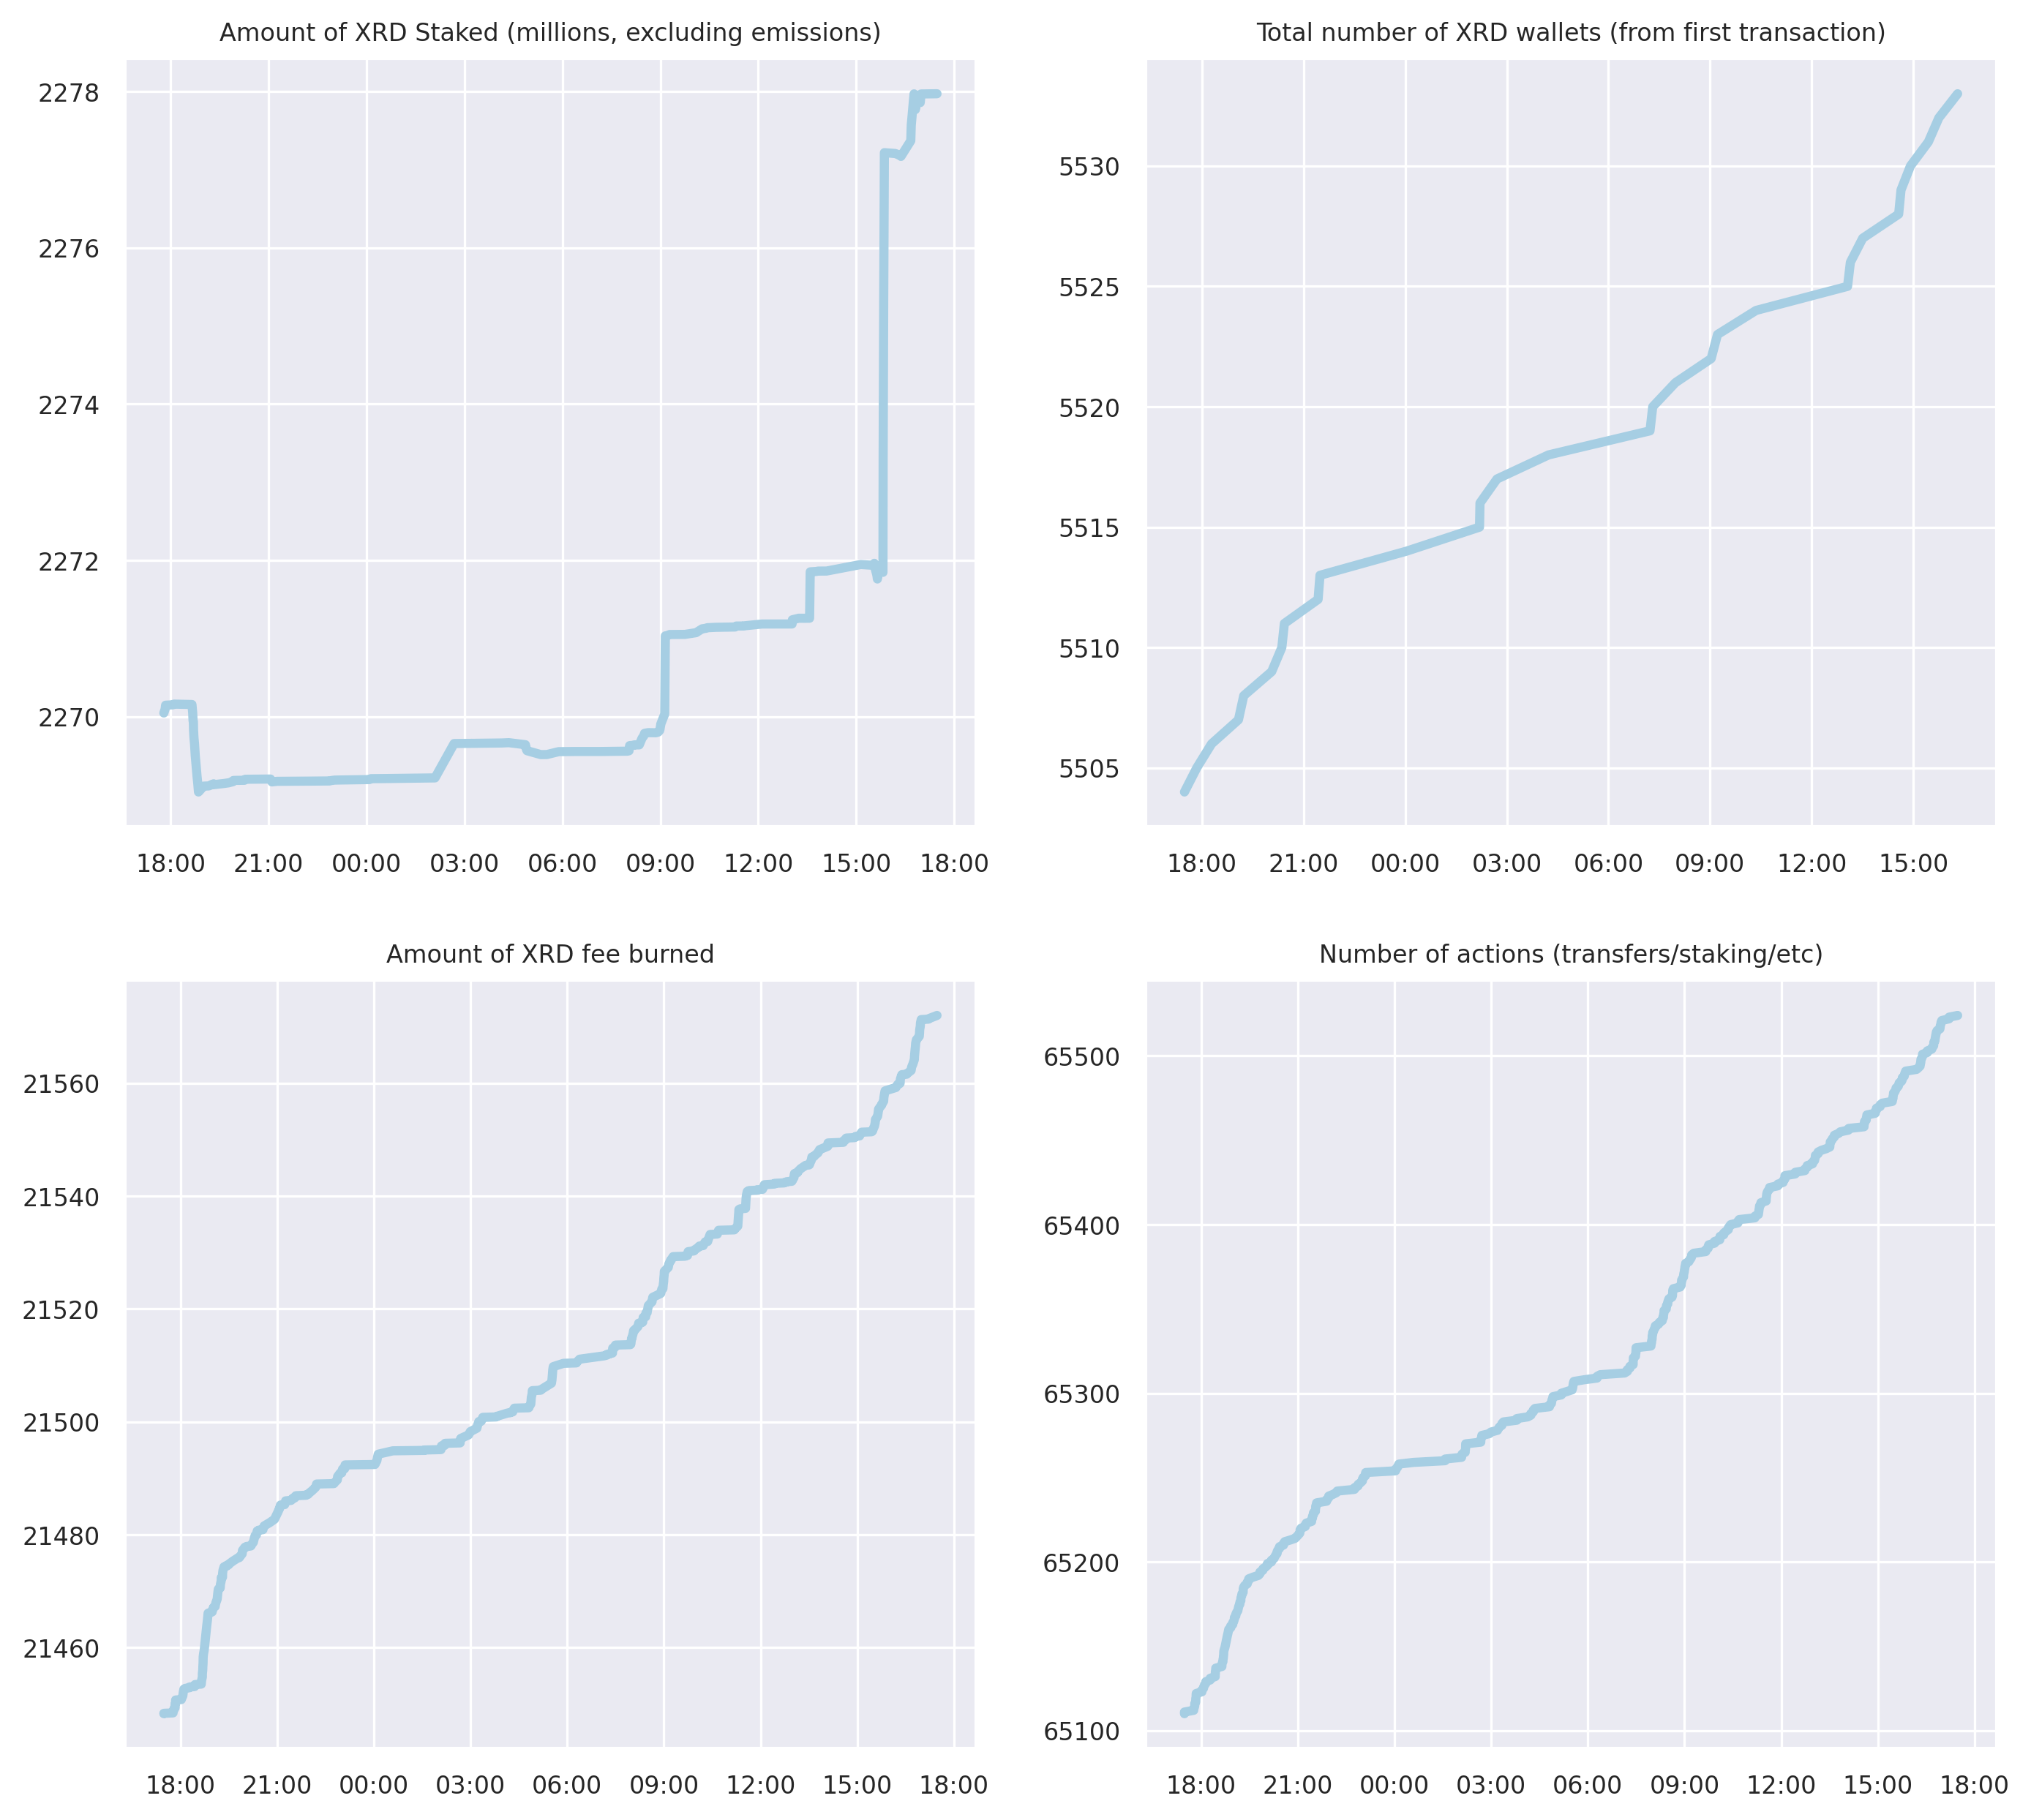 Amount of XRD Staked (millions, excluding emissions)
2278
2276
2274
2272
2270
18:00 21:00 00:00 03:00 06:00 09:00 12:00 15:00 18:00
Total number of XRD wallets (from first transaction)
5530
5525
5520
5515
5510
5505
18:00 21:00 00:00 03:00 06:00 09:00 12:00 15:00
Amount of XRD fee burned
21560
21540
21520
21500
21480
21460
18:00 21:00 00:00 03:00 06:00 09:00 12:00 15:00 18:00
Number of actions (transfers/staking/etc)
65500
65400
65300
65200
65100
18:00 21:00 00:00 03:00 06:00 09:00 12:00 15:00 18:00